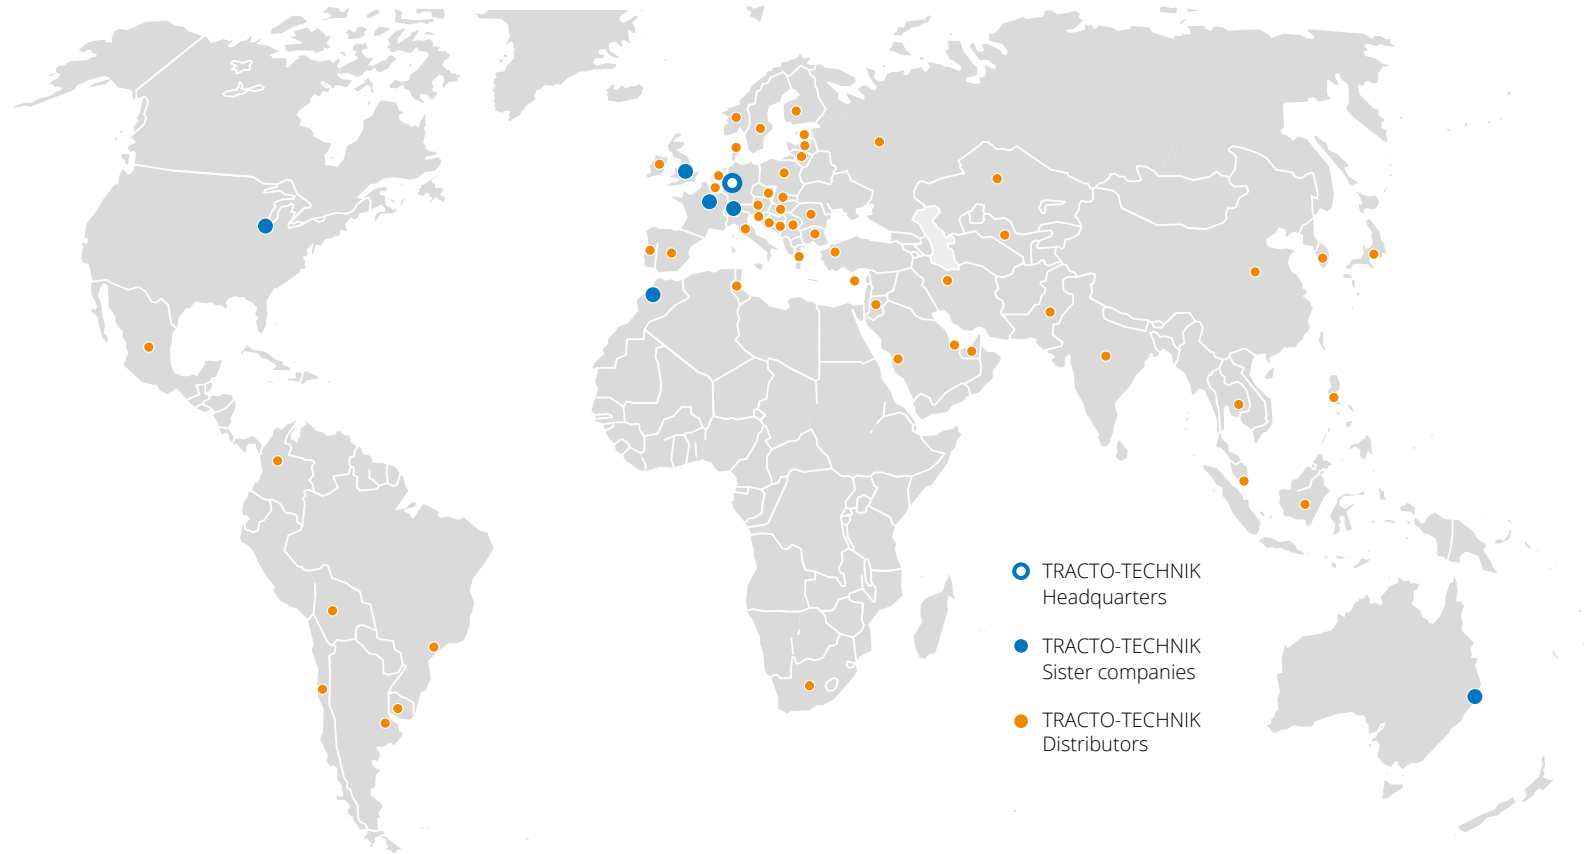 TRACTO-TECHNIK
Headquarters
TRACTO-TECHNIK
Sister companies
TRACTO-TECHNIK
Distributors